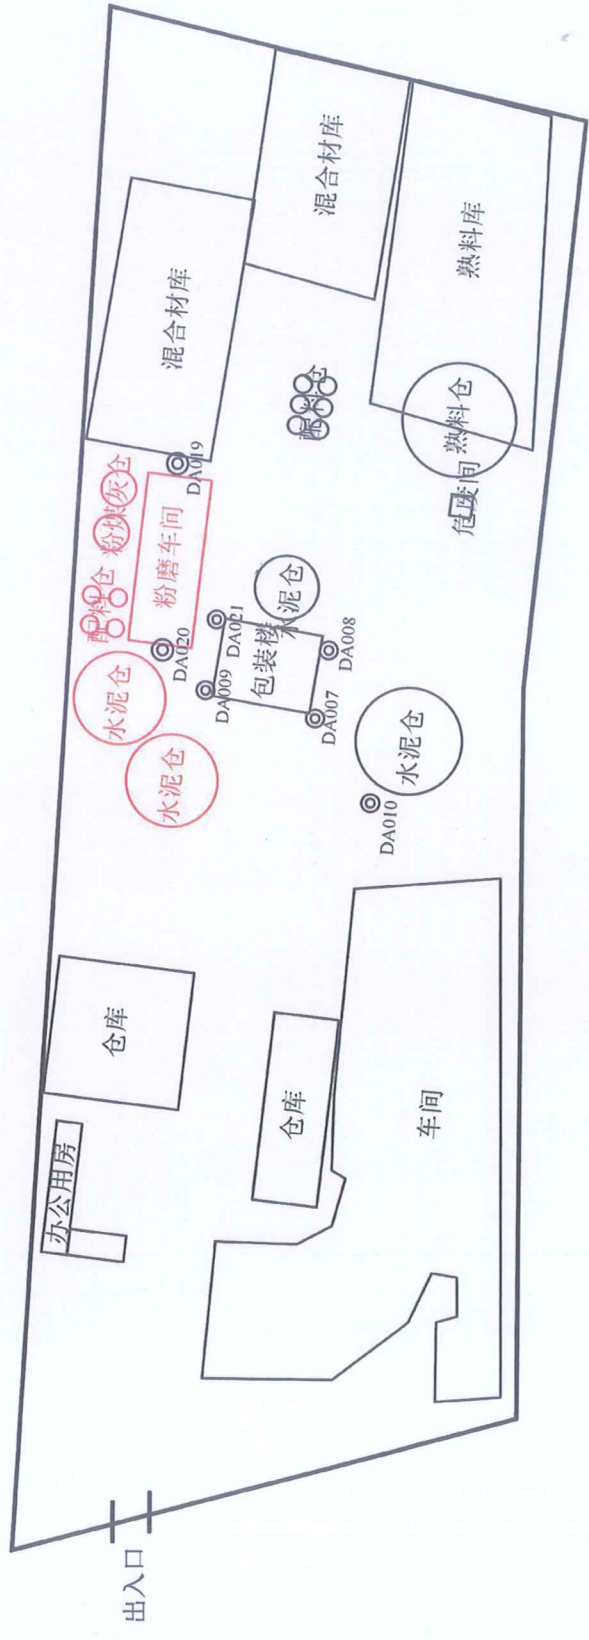 混合材库
熟料库
混合材库
配料仓
熟料仓
危废间
DA019
粉煤灰仓
粉磨车间
配料仓
DA020
DA021
水泥仓
包装楼
DA008
DA009
DA007
水泥仓
水泥仓
水泥仓
DA010
仓库
仓库
车间
办公用房
出入口